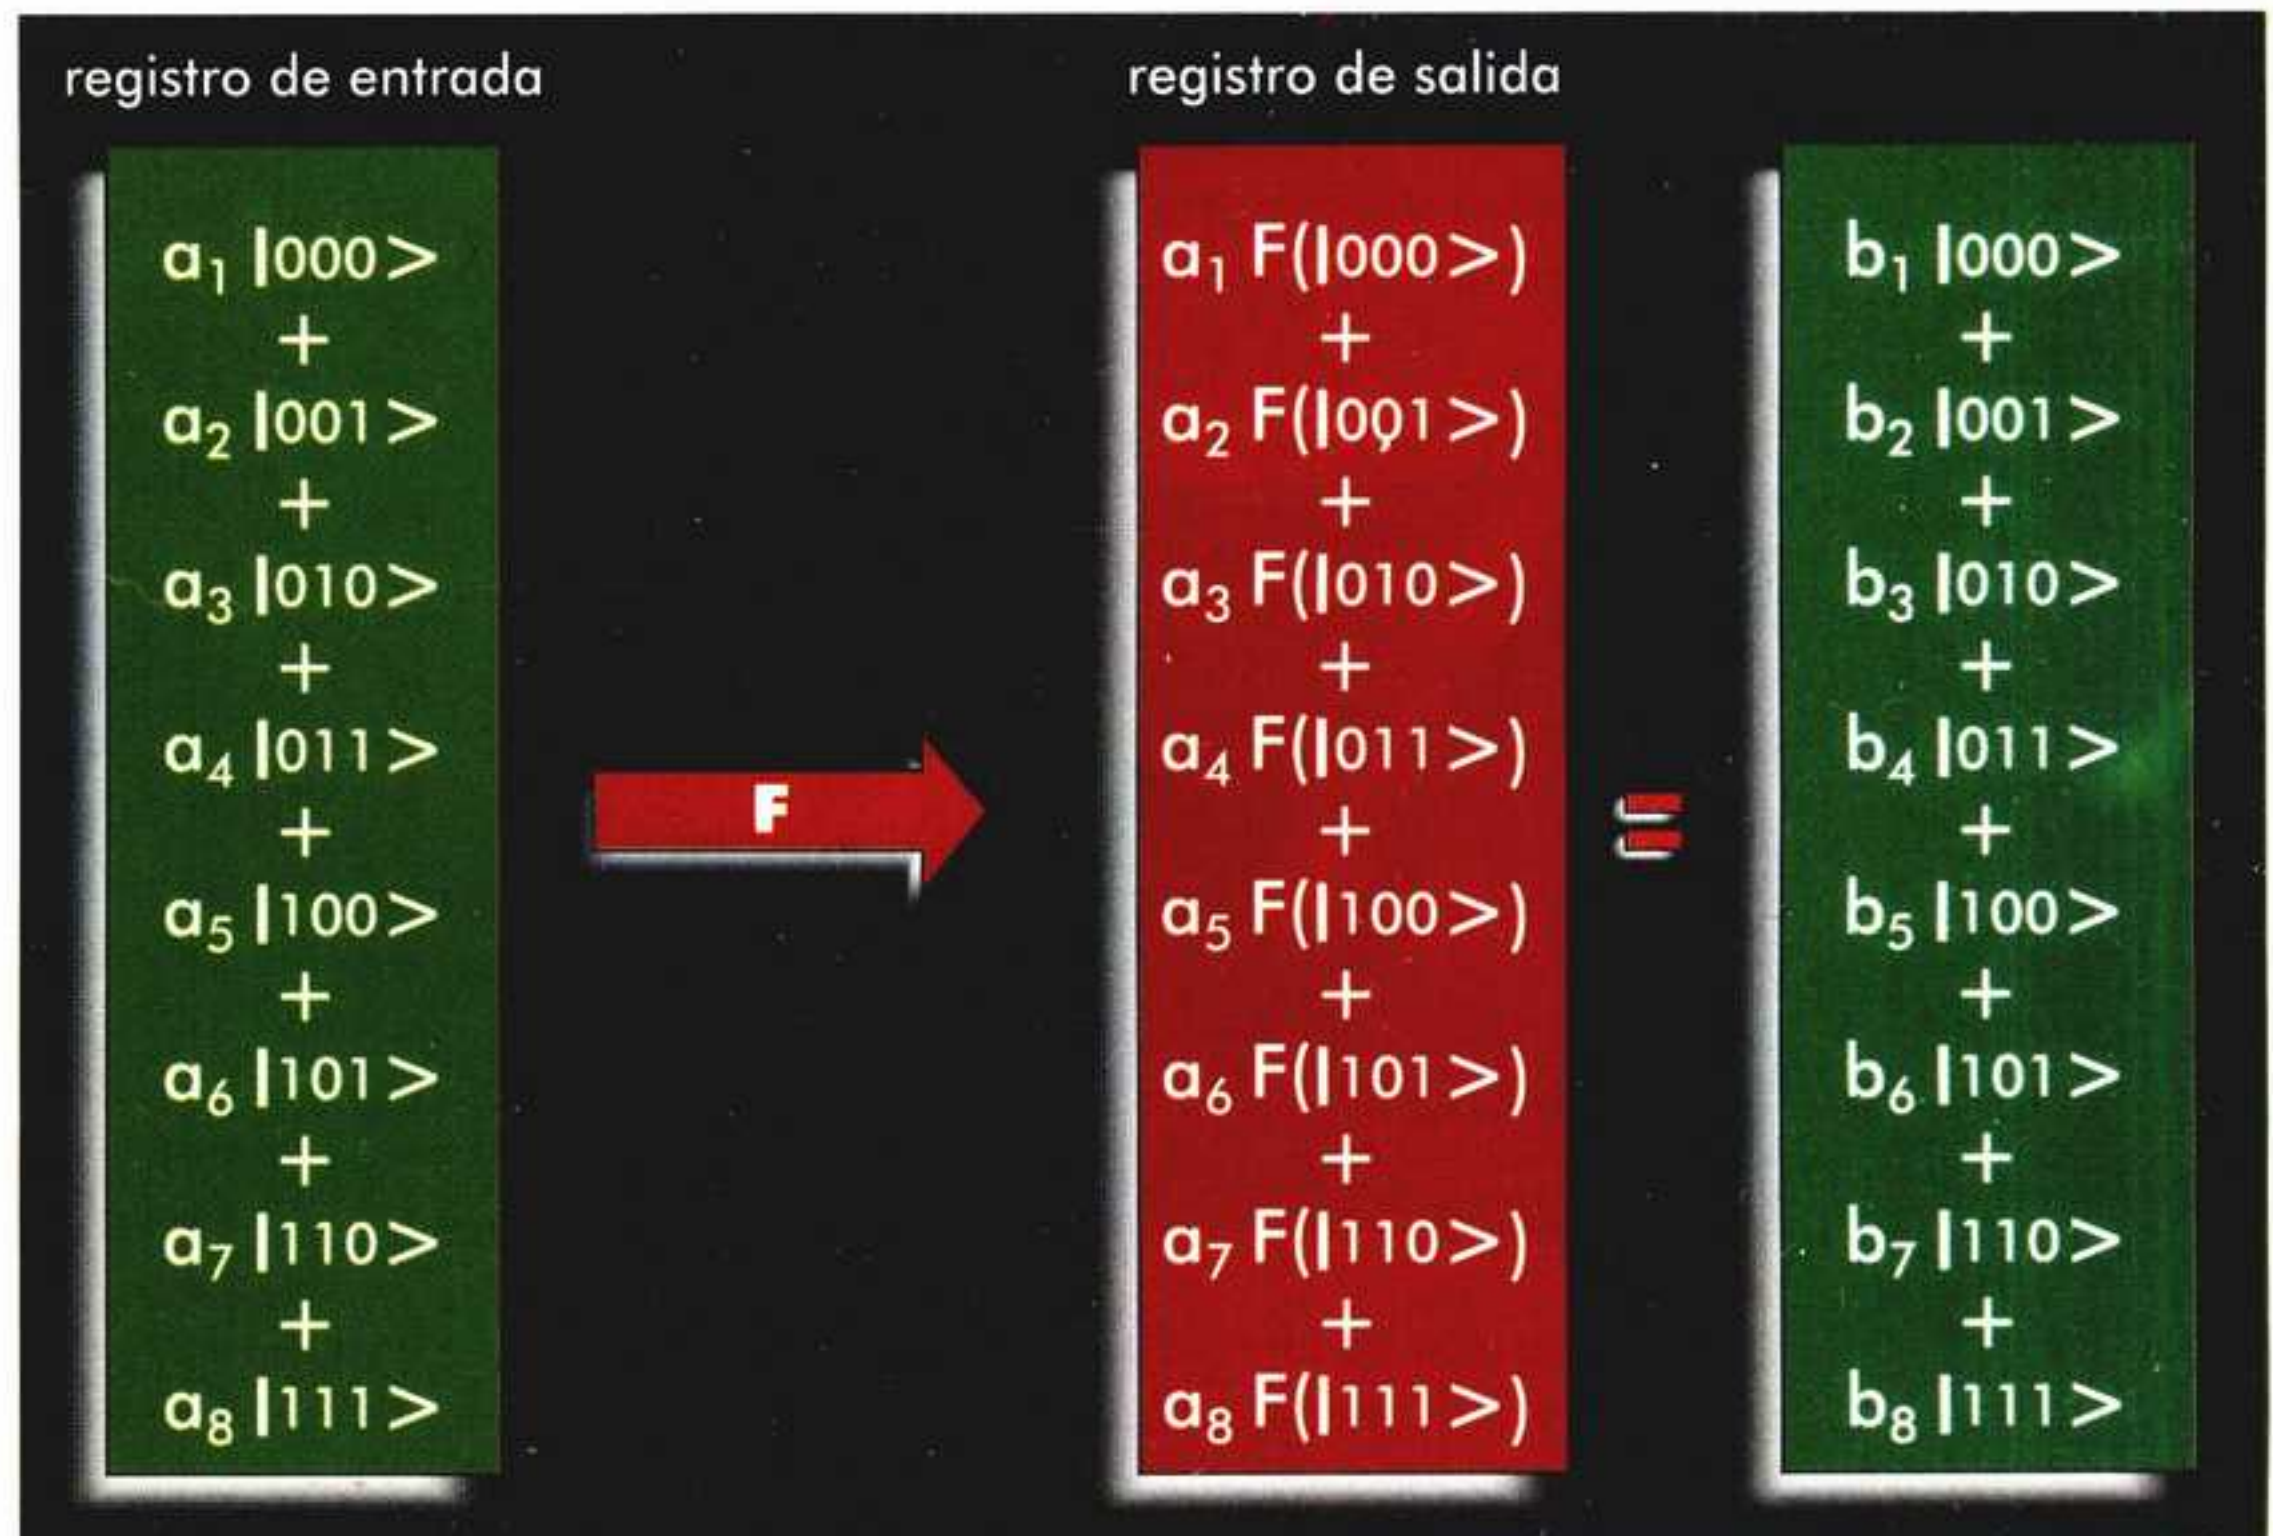 registro de entrada
a₁ |000>
+
a₂ |001>
+
a₃ |010>
+
a₄ |011>
+
a₅ |100>
+
a₆ |101>
+
a₇ |110>
+
a₈ |111>
F
registro de salida
a₁ F(|000>)
+
a₂ F(|001>)
+
a₃ F(|010>)
+
a₄ F(|011>)
+
a₅ F(|100>)
+
a₆ F(|101>)
+
a₇ F(|110>)
+
a₈ F(|111>)
=
b₁ |000>
+
b₂ |001>
+
b₃ |010>
+
b₄ |011>
+
b₅ |100>
+
b₆ |101>
+
b₇ |110>
+
b₈ |111>